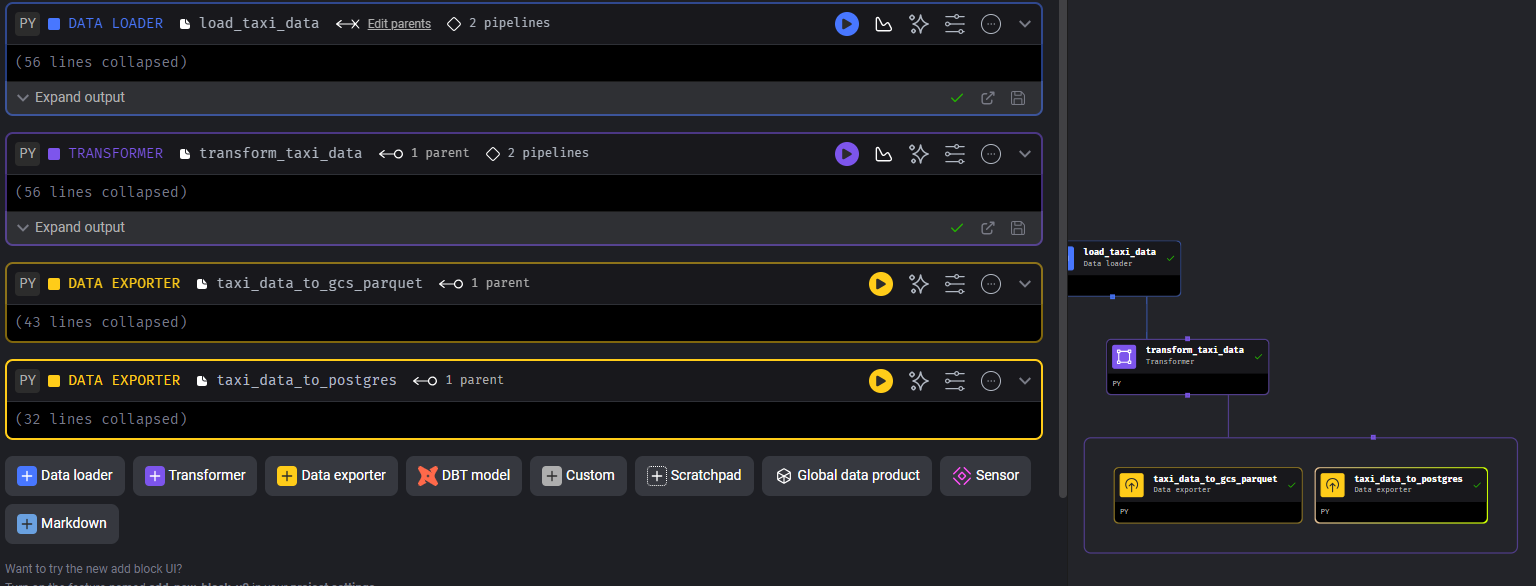 PY DATA LOADER load_taxi_data Edit parents 2 pipelines
(56 lines collapsed)
Expand output
PY TRANSFORMER transform_taxi_data 1 parent 2 pipelines
(56 lines collapsed)
Expand output
PY DATA EXPORTER taxi_data_to_gcs_parquet 1 parent
(43 lines collapsed)
PY DATA EXPORTER taxi_data_to_postgres 1 parent
(32 lines collapsed)
Data loader Transformer Data exporter DBT model Custom Scratchpad Global data product Sensor
Markdown
Want to try the new add block UI?
load_taxi_data
Data loader
transform_taxi_data
Transformer
PY
taxi_data_to_gcs_parquet
Data exporter
PY
taxi_data_to_postgres
Data exporter
PY